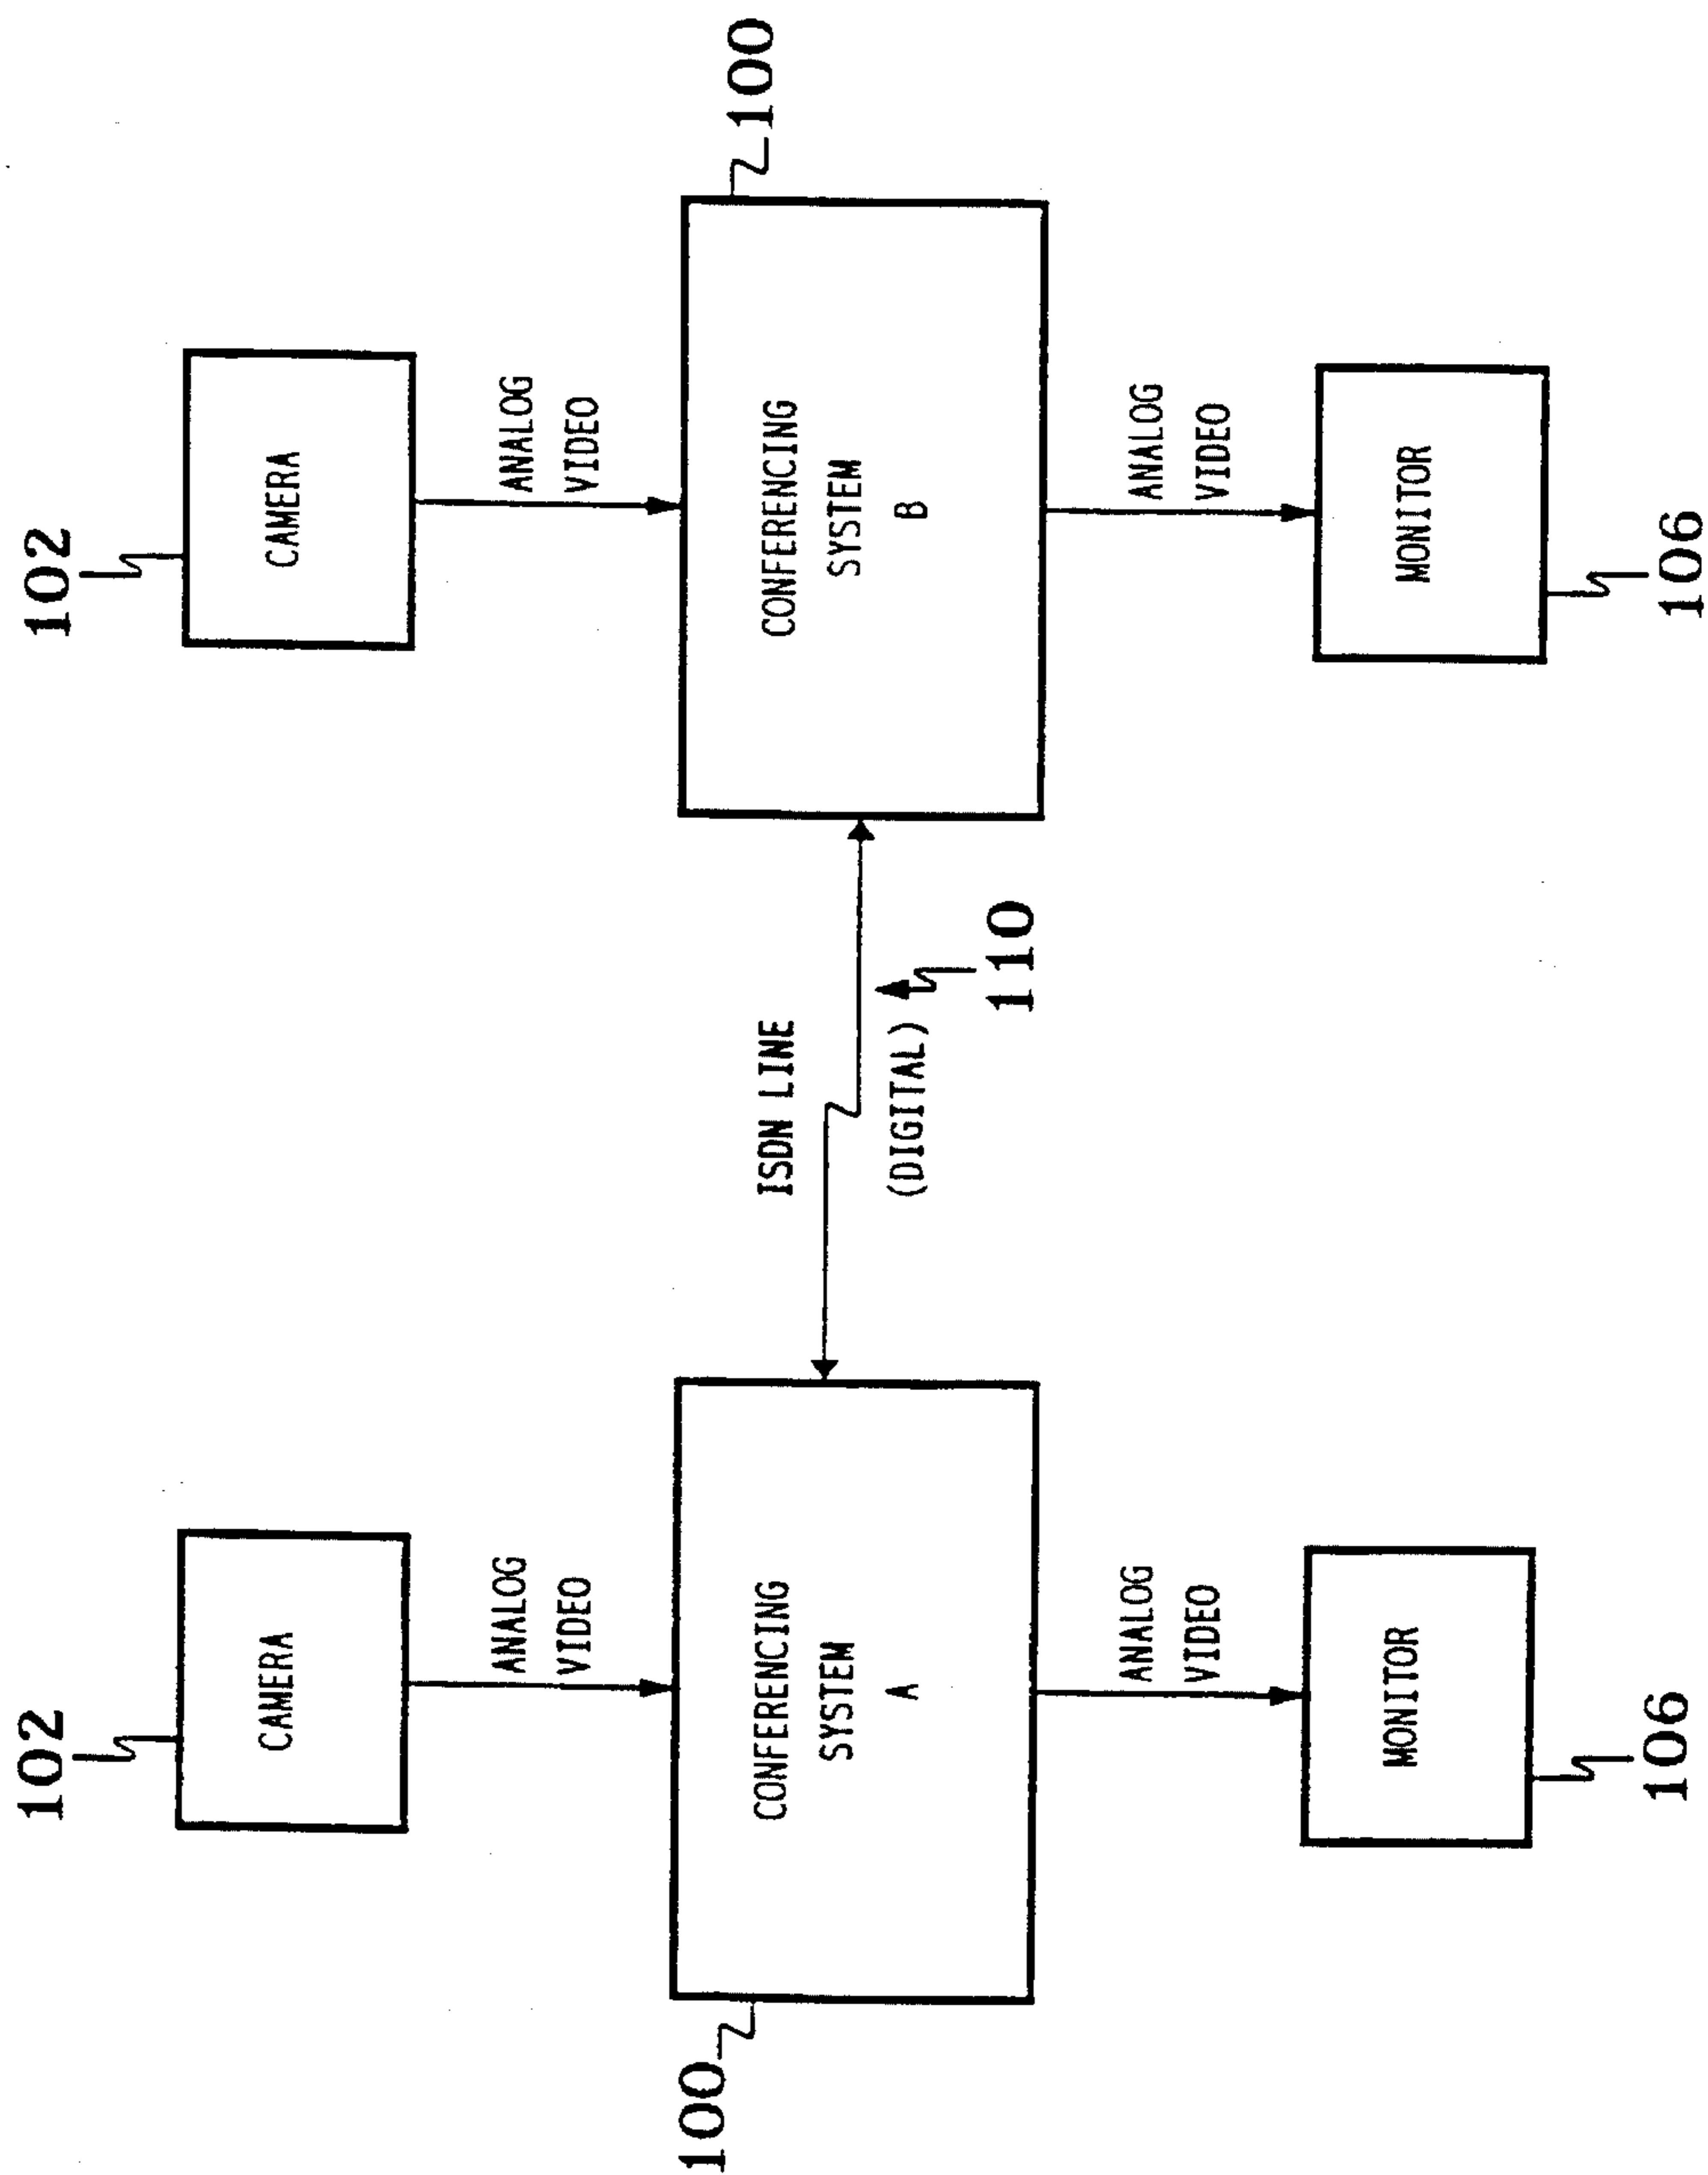 102
102
CAMERA
CAMERA
ANALOG
VIDEO
ANALOG
VIDEO
100
100
CONFERENCING
SYSTEM
A
ISDN LINE
(DIGITAL)
110
CONFERENCING
SYSTEM
B
ANALOG
VIDEO
ANALOG
VIDEO
MONITOR
MONITOR
106
106